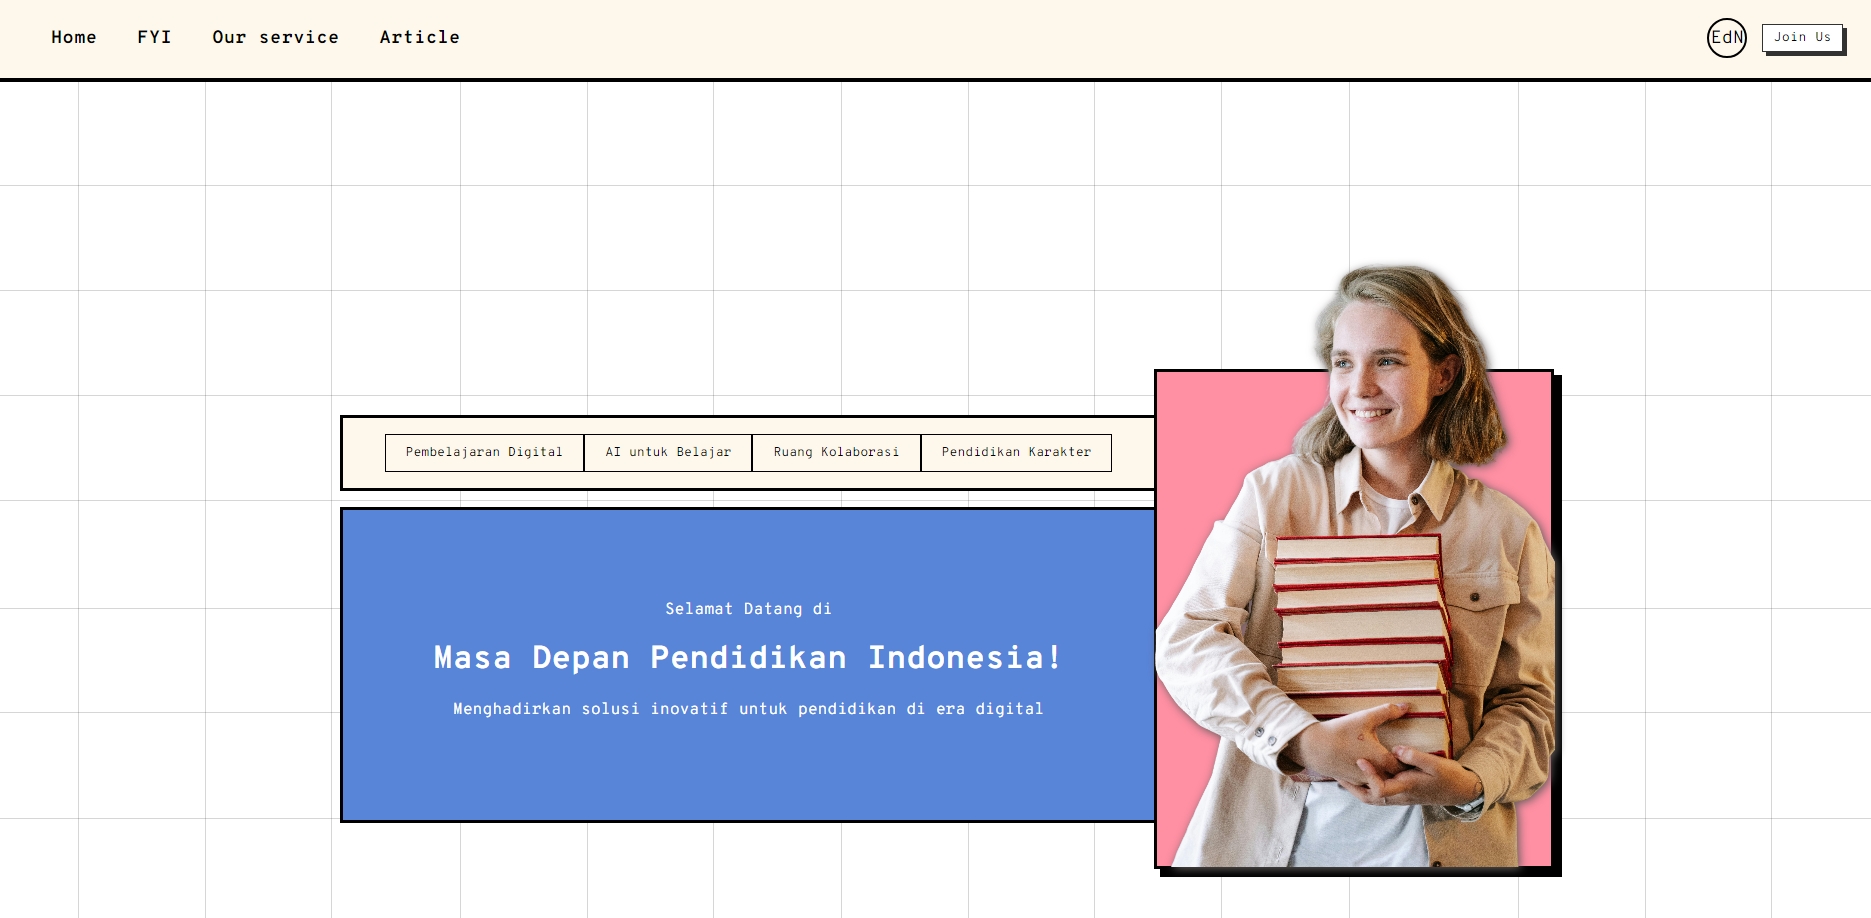 Home FYI Our service Article EdN Join Us
Pembelajaran Digital AI untuk Belajar Ruang Kolaborasi Pendidikan Karakter
Selamat Datang di
Masa Depan Pendidikan Indonesia!
Menghadirkan solusi inovatif untuk pendidikan di era digital